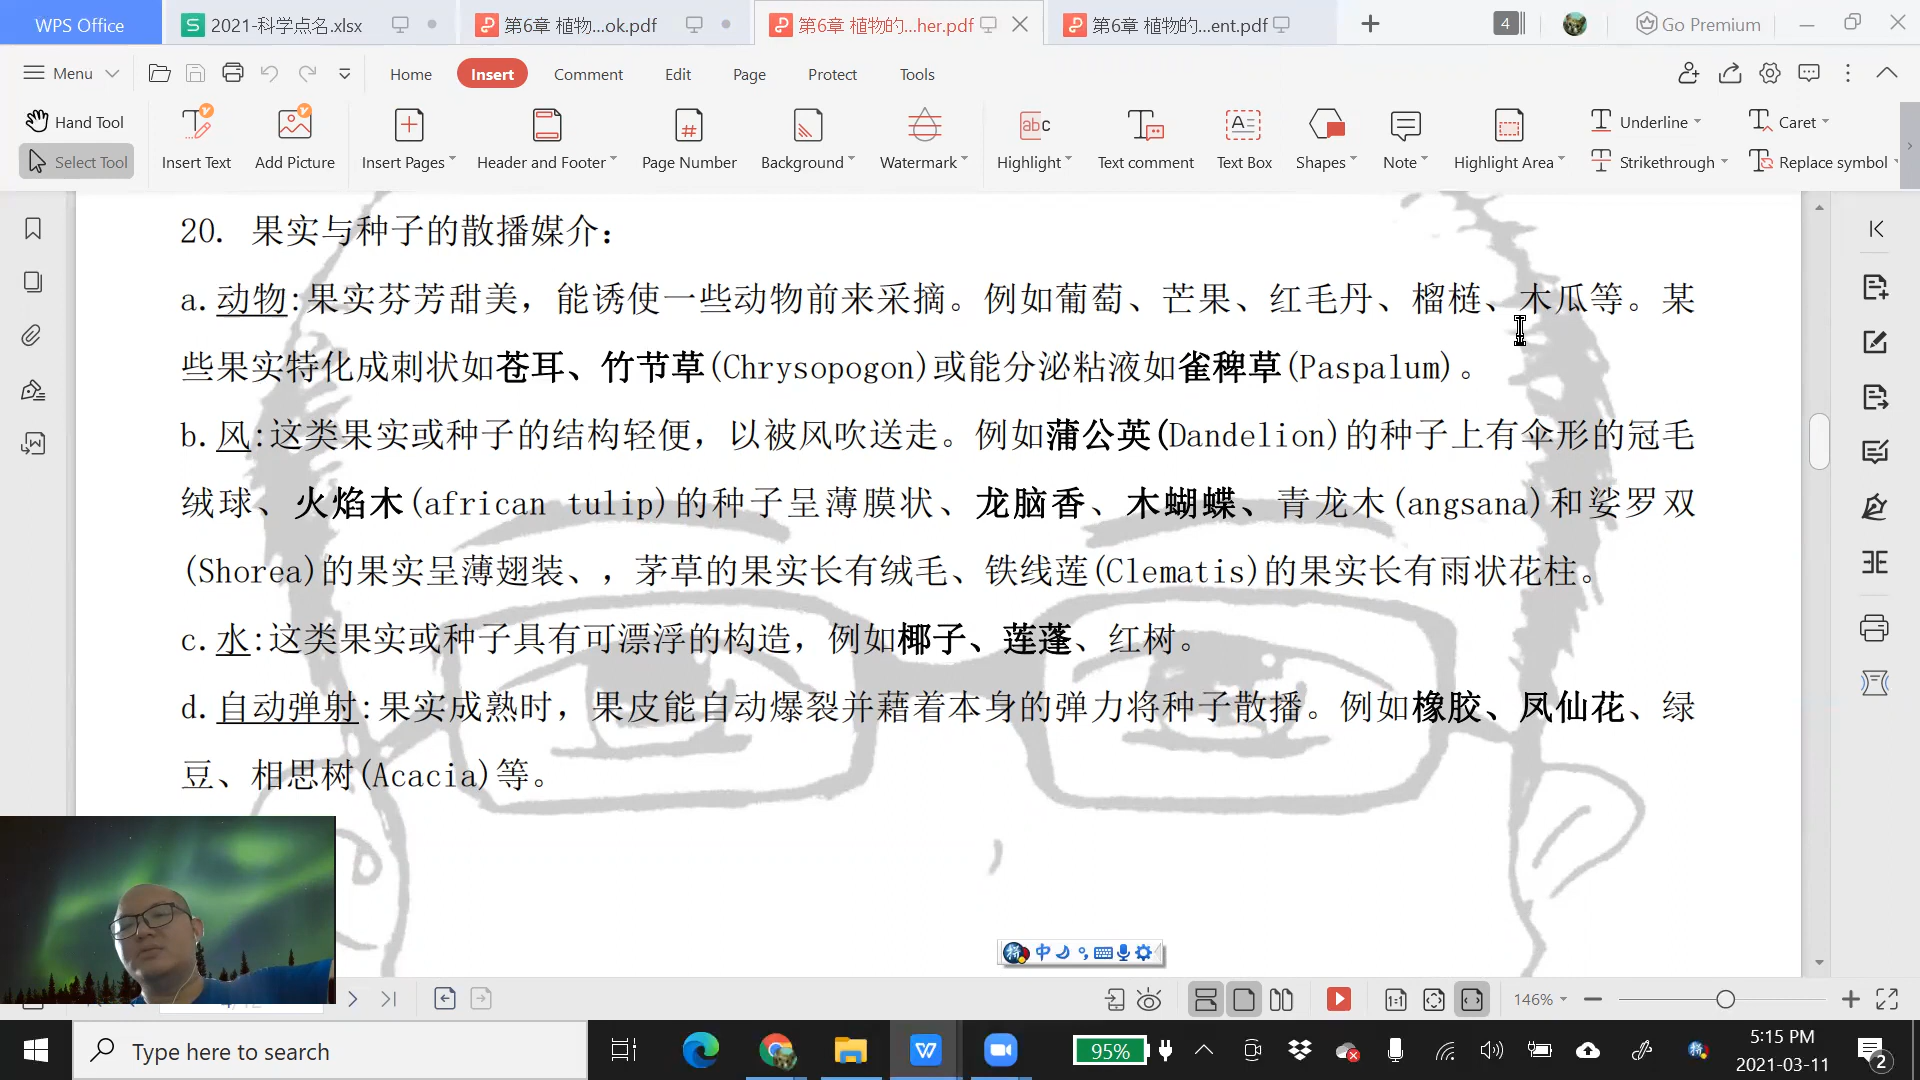 WPS Office
2021-科学点名.xlsx
第6章 植物...ok.pdf
第6章 植物的...her.pdf
第6章 植物的...ent.pdf
4
Go Premium
Menu
Home
Insert
Comment
Edit
Page
Protect
Tools
Hand Tool
Select Tool
Insert Text
Add Picture
Insert Pages
Header and Footer
Page Number
Background
Watermark
Highlight
Text comment
Text Box
Shapes
Note
Highlight Area
Underline
Strikethrough
Caret
Replace symbol
20. 果实与种子的散播媒介：
a.动物:果实芬芳甜美，能诱使一些动物前来采摘。例如葡萄、芒果、红毛丹、榴梿、木瓜等。某
些果实特化成刺状如苍耳、竹节草(Chrysopogon)或能分泌粘液如雀稗草(Paspalum)。
b.风:这类果实或种子的结构轻便，以被风吹送走。例如蒲公英(Dandelion)的种子上有伞形的冠毛
绒球、火焰木(african tulip)的种子呈薄膜状、龙脑香、木蝴蝶、青龙木(angsana)和娑罗双
(Shorea)的果实呈薄翅装、，茅草的果实长有绒毛、铁线莲(Clematis)的果实长有雨状花柱。
c.水:这类果实或种子具有可漂浮的构造，例如椰子、莲蓬、红树。
d.自动弹射:果实成熟时，果皮能自动爆裂并藉着本身的弹力将种子散播。例如橡胶、凤仙花、绿
豆、相思树(Acacia)等。
中
146%
Type here to search
95%
5:15 PM
2021-03-11
2